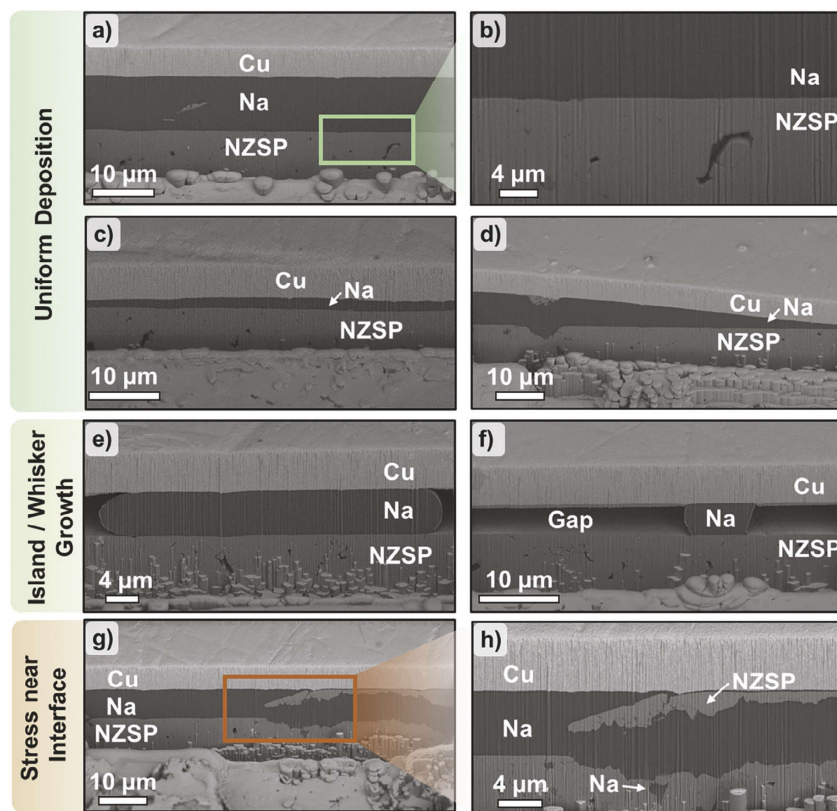 Uniform Deposition
a)
Cu
Na
NZSP
10 µm
b)
Na
NZSP
4 µm
c)
Cu
Na
NZSP
10 µm
d)
Cu
Na
NZSP
10 µm
Island / Whisker
Growth
e)
Cu
Na
NZSP
4 µm
f)
Cu
Gap
Na
NZSP
10 µm
Stress near
Interface
g)
Cu
Na
NZSP
10 µm
h)
Cu
NZSP
Na
Na
4 µm